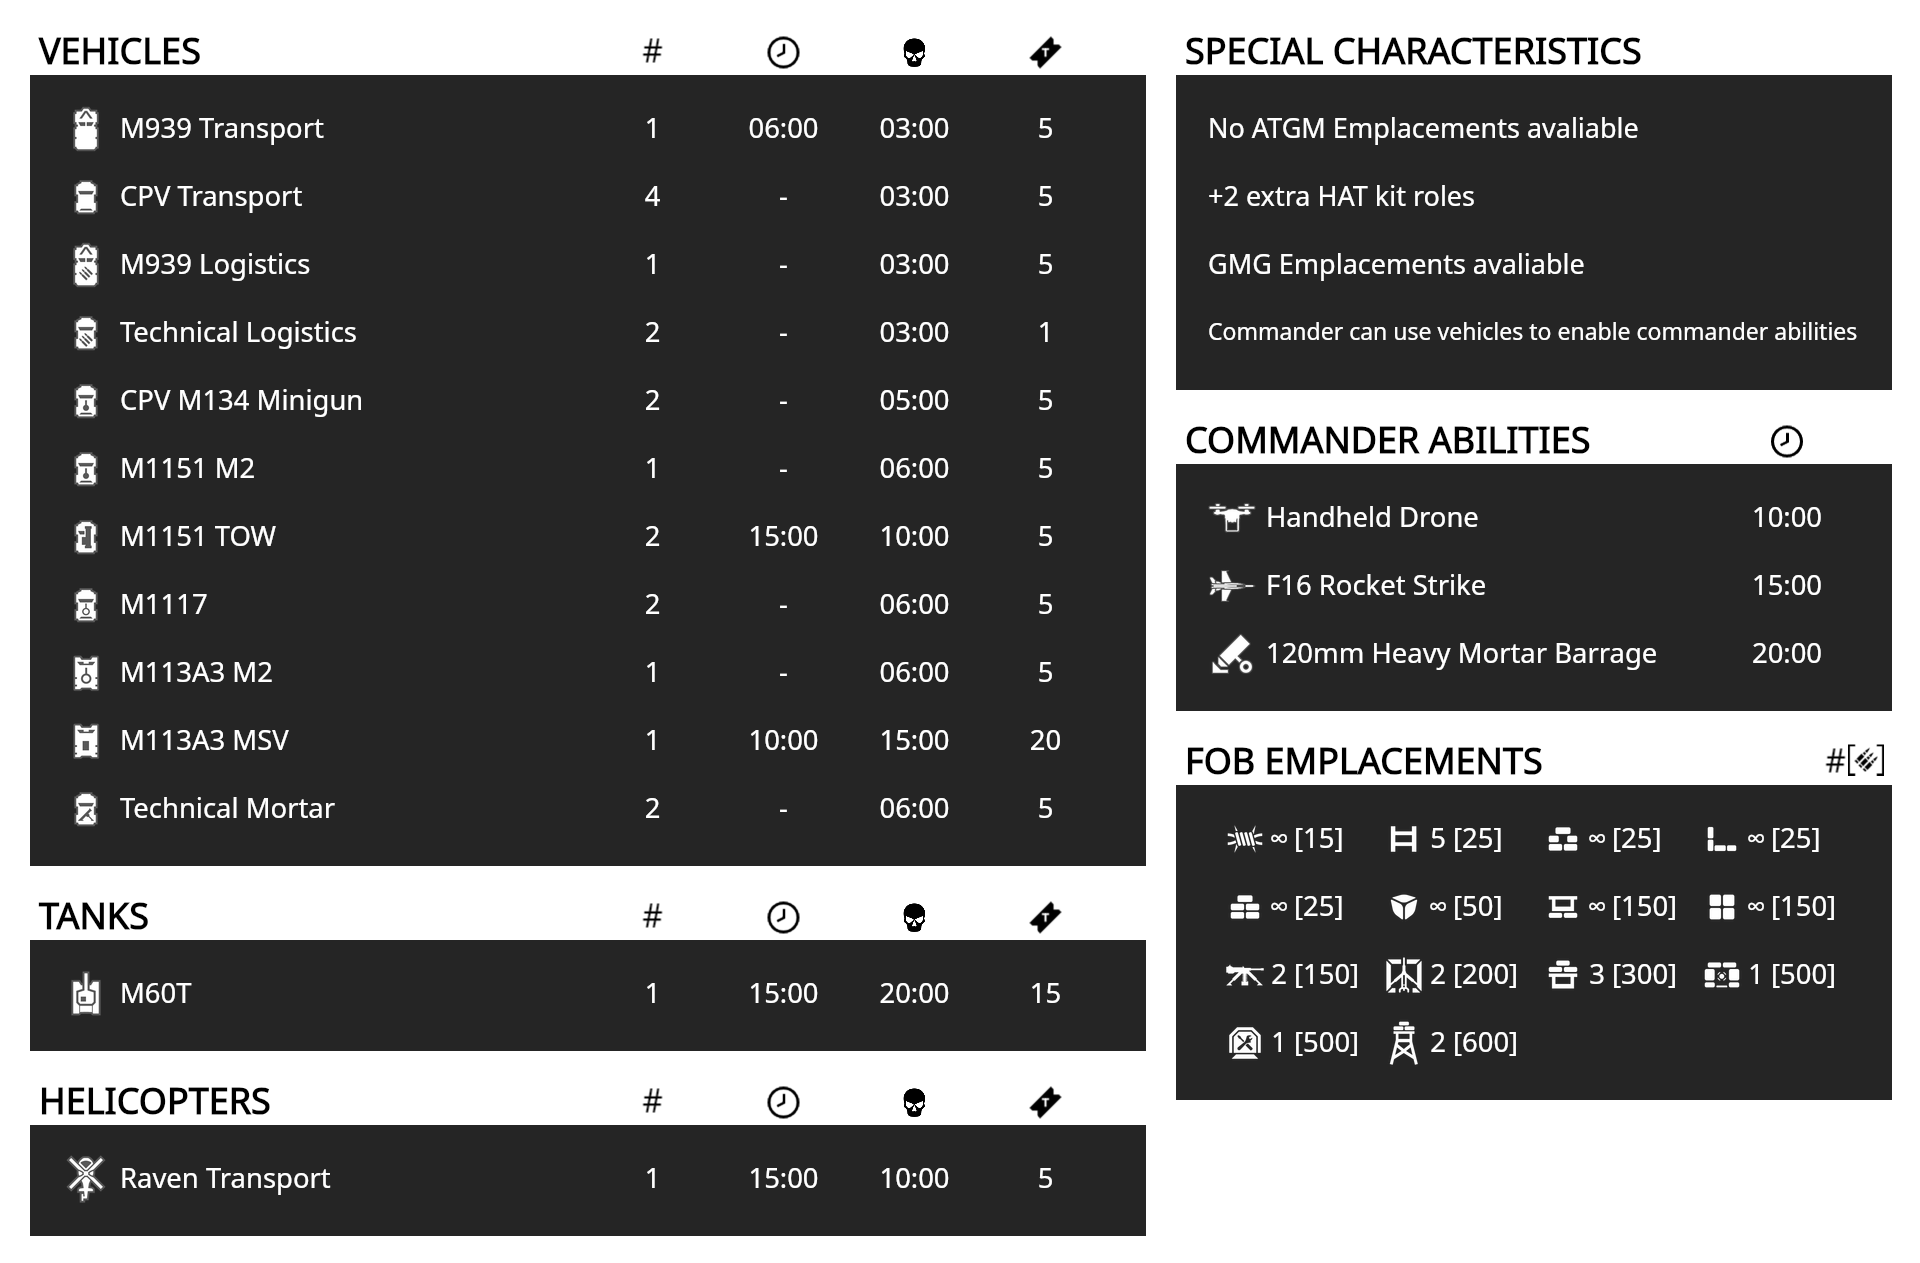 VEHICLES #
M939 Transport 1 06:00 03:00 5
CPV Transport 4 - 03:00 5
M939 Logistics 1 - 03:00 5
Technical Logistics 2 - 03:00 1
CPV M134 Minigun 2 - 05:00 5
M1151 M2 1 - 06:00 5
M1151 TOW 2 15:00 10:00 5
M1117 2 - 06:00 5
M113A3 M2 1 - 06:00 5
M113A3 MSV 1 10:00 15:00 20
Technical Mortar 2 - 06:00 5
TANKS #
M60T 1 15:00 20:00 15
HELICOPTERS #
Raven Transport 1 15:00 10:00 5
SPECIAL CHARACTERISTICS
No ATGM Emplacements avaliable
+2 extra HAT kit roles
GMG Emplacements avaliable
Commander can use vehicles to enable commander abilities
COMMANDER ABILITIES
Handheld Drone 10:00
F16 Rocket Strike 15:00
120mm Heavy Mortar Barrage 20:00
FOB EMPLACEMENTS #[]
∞ [15] 5 [25] ∞ [25] ∞ [25]
∞ [25] ∞ [50] ∞ [150] ∞ [150]
2 [150] 2 [200] 3 [300] 1 [500]
1 [500] 2 [600]